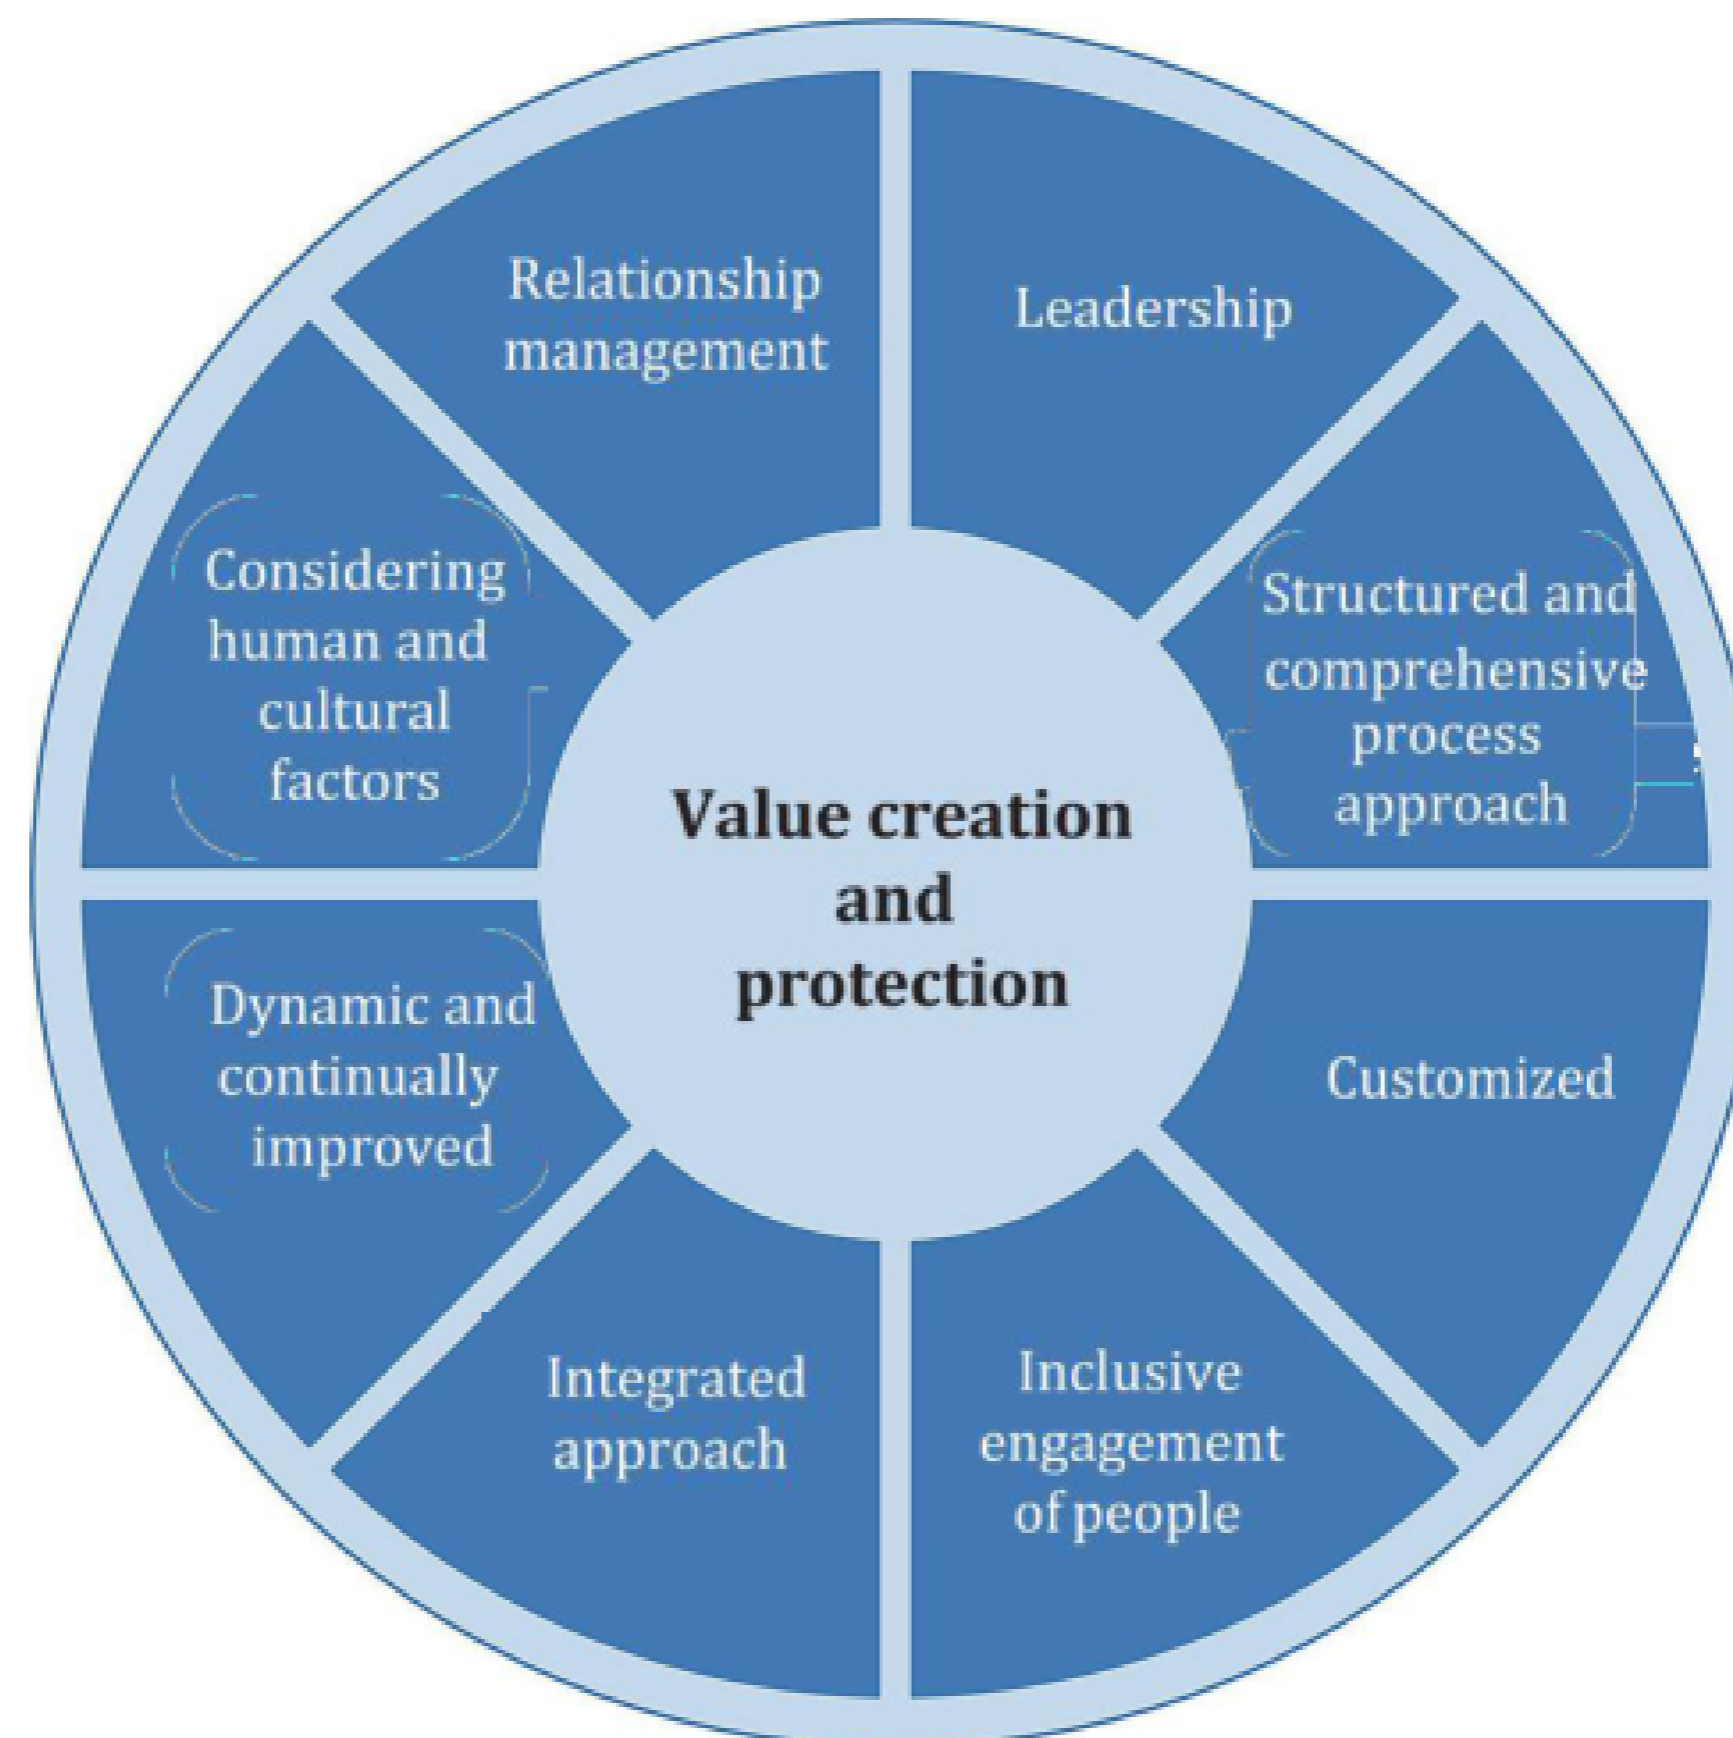 Relationship
management
Leadership
Structured and
comprehensive
process
approach
Customized
Inclusive
engagement
of people
Integrated
approach
Dynamic and
continually
improved
Considering
human and
cultural
factors
Value creation
and
protection